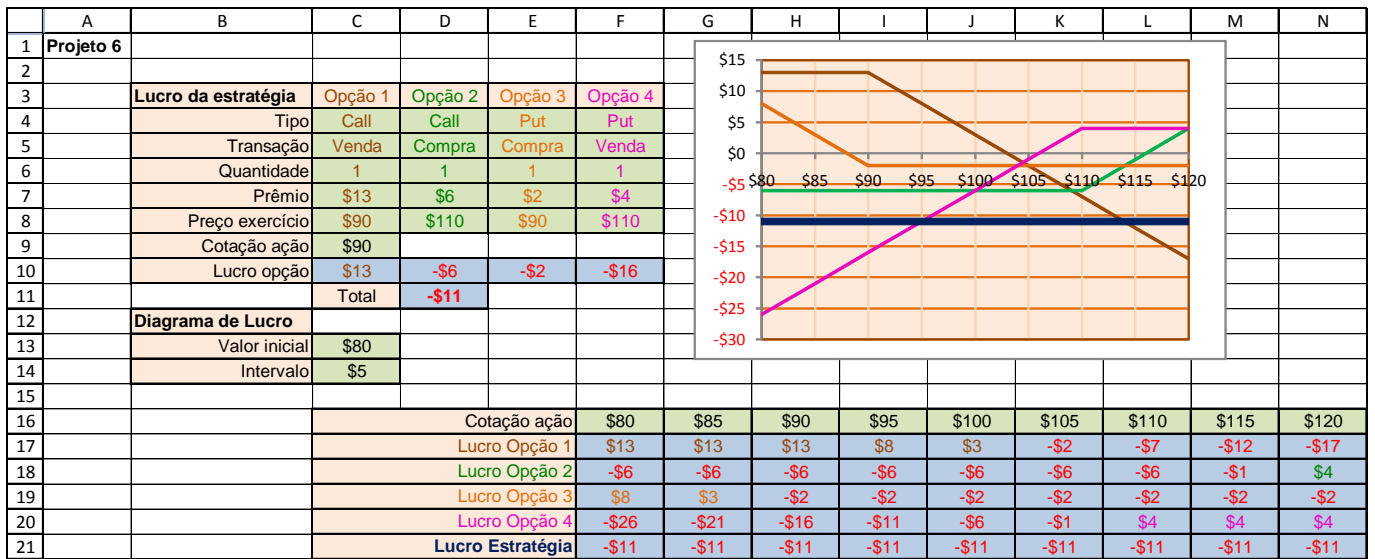 A B C D E F G H I J K L M N
1 Projeto 6
2
3 Lucro da estratégia Opção 1 Opção 2 Opção 3 Opção 4
4 Tipo Call Call Put Put
5 Transação Venda Compra Compra Venda
6 Quantidade 1 1 1 1
7 Prêmio $13 $6 $2 $4
8 Preço exercício $90 $110 $90 $110
9 Cotação ação $90
10 Lucro opção $13 -$6 -$2 -$16
11 Total -$11
12 Diagrama de Lucro
13 Valor inicial $80
14 Intervalo $5
15
$15
$10
$5
$0
-$5 $80 $85 $90 $95 $100 $105 $110 $115 $120
-$10
-$15
-$20
-$25
-$30
16 Cotação ação $80 $85 $90 $95 $100 $105 $110 $115 $120
17 Lucro Opção 1 $13 $13 $13 $8 $3 -$2 -$7 -$12 -$17
18 Lucro Opção 2 -$6 -$6 -$6 -$6 -$6 -$6 -$6 -$1 $4
19 Lucro Opção 3 $8 $3 -$2 -$2 -$2 -$2 -$2 -$2 -$2
20 Lucro Opção 4 -$26 -$21 -$16 -$11 -$6 -$1 $4 $4 $4
21 Lucro Estratégia -$11 -$11 -$11 -$11 -$11 -$11 -$11 -$11 -$11